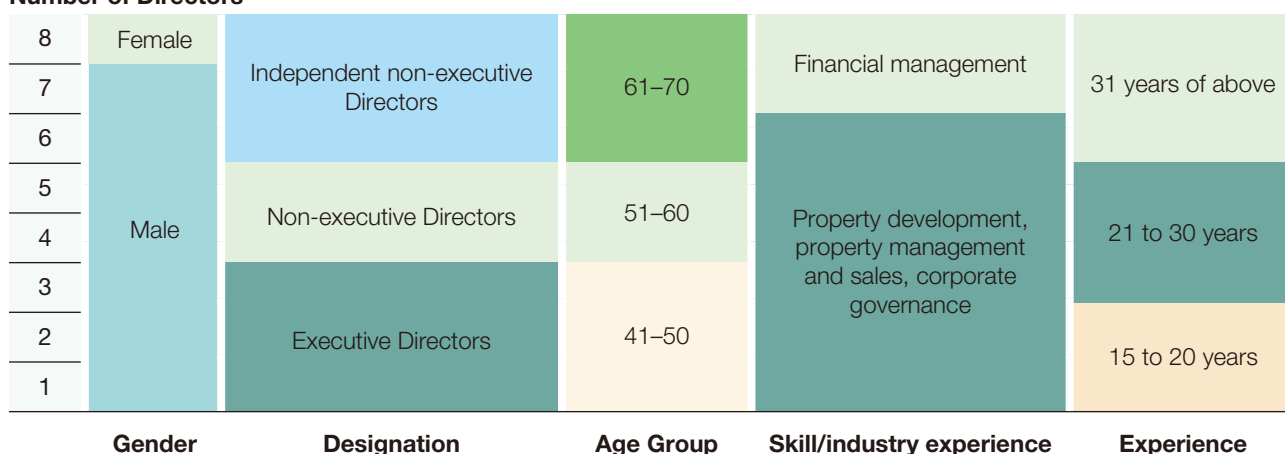 Number of Directors
8
7
6
5
4
3
2
1
Female
Male
Independent non-executive
Directors
Non-executive Directors
Executive Directors
61–70
51–60
41–50
Financial management
Property development,
property management
and sales, corporate
governance
31 years of above
21 to 30 years
15 to 20 years
Gender
Designation
Age Group
Skill/industry experience
Experience